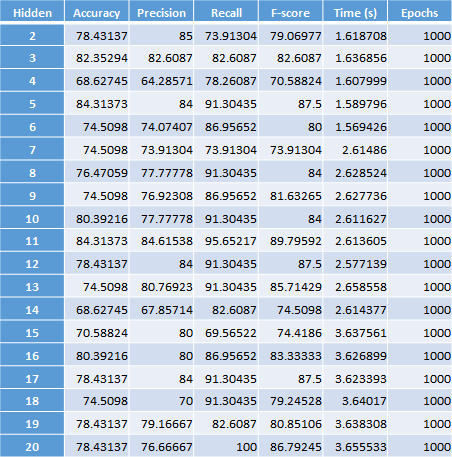 Hidden Accuracy Precision Recall F-score Time (s) Epochs
2 78.43137 85 73.91304 79.06977 1.618708 1000
3 82.35294 82.6087 82.6087 82.6087 1.636856 1000
4 68.62745 64.28571 78.26087 70.58824 1.607999 1000
5 84.31373 84 91.30435 87.5 1.589796 1000
6 74.5098 74.07407 86.95652 80 1.569426 1000
7 74.5098 73.91304 73.91304 73.91304 2.61486 1000
8 76.47059 77.77778 91.30435 84 2.628524 1000
9 74.5098 76.92308 86.95652 81.63265 2.627736 1000
10 80.39216 77.77778 91.30435 84 2.611627 1000
11 84.31373 84.61538 95.65217 89.79592 2.613605 1000
12 78.43137 84 91.30435 87.5 2.577139 1000
13 74.5098 80.76923 91.30435 85.71429 2.658558 1000
14 68.62745 67.85714 82.6087 74.5098 2.614377 1000
15 70.58824 80 69.56522 74.4186 3.637561 1000
16 80.39216 80 86.95652 83.33333 3.626899 1000
17 78.43137 84 91.30435 87.5 3.623393 1000
18 74.5098 70 91.30435 79.24528 3.64017 1000
19 78.43137 79.16667 82.6087 80.85106 3.638308 1000
20 78.43137 76.66667 100 86.79245 3.655533 1000